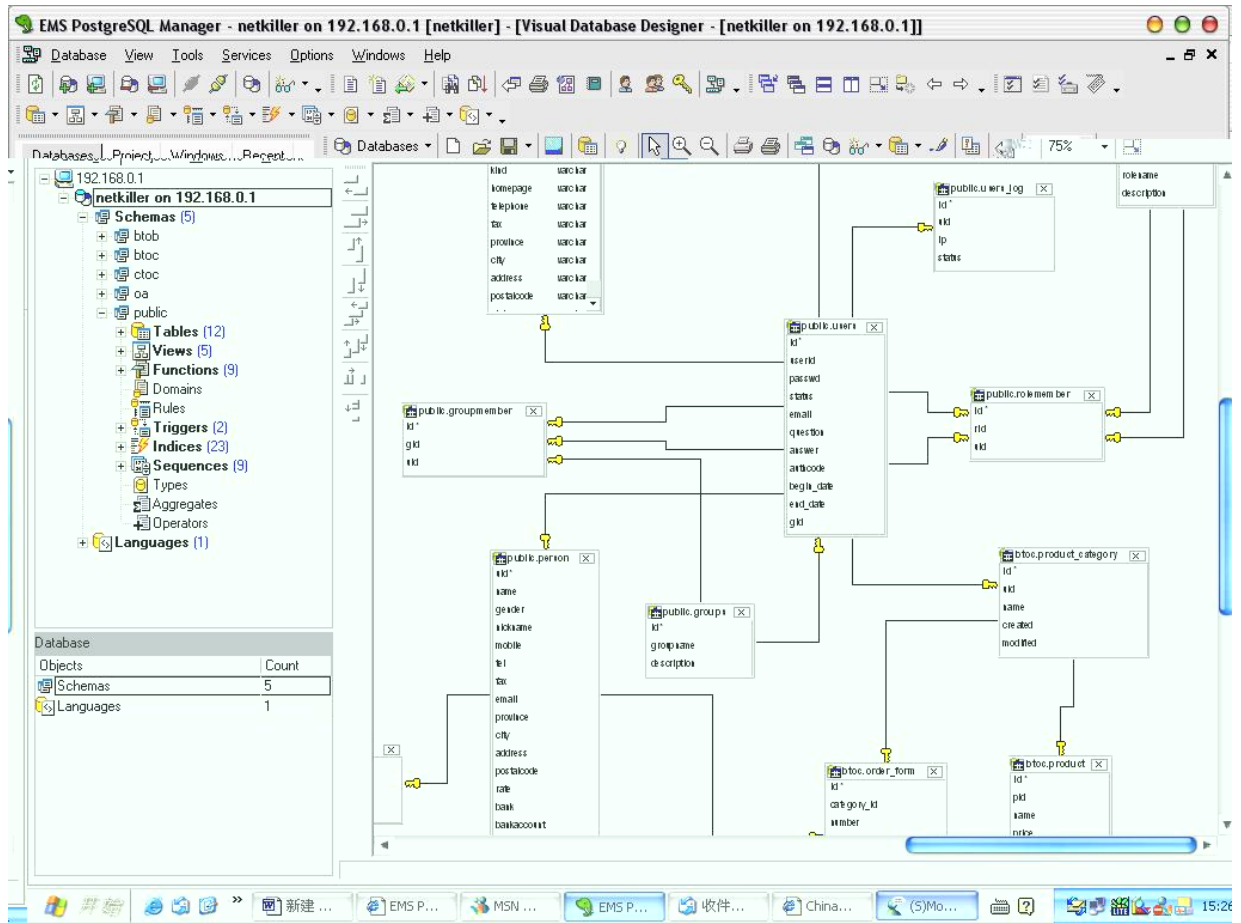 EMS PostgreSQL Manager - netkiller on 192.168.0.1 [netkiller] - [Visual Database Designer - [netkiller on 192.168.0.1]]
Database View Tools Services Options Windows Help
Databases
75%
Databases Project Windows Recent
192.168.0.1
netkiller on 192.168.0.1
Schemas (5)
btob
btoc
ctoc
oa
public
Tables (12)
Views (5)
Functions (9)
Domains
Rules
Triggers (2)
Indices (23)
Sequences (9)
Types
Aggregates
Operators
Languages (1)
Database
Objects Count
Schemas 5
Languages 1
kind varchar
homepage varchar
telephone varchar
fax varchar
province varchar
city varchar
address varchar
postalcode varchar
public.users_log
id*
uid
ip
status
rolename
description
public.users
id*
userid
passwd
status
email
question
answer
authcode
begin_date
end_date
gid
public.groupmember
id*
gid
uid
public.rolemember
id*
rid
uid
public.person
uid*
name
gender
nickname
mobile
tel
fax
email
province
city
address
postalcode
rate
bank
bankaccount
public.groups
id*
groupname
description
btoc.product_category
id*
uid
name
created
modified
btoc.order_form
id*
category_id
number
btoc.product
id*
pid
name
price
新建 ...
EMS P...
MSN ...
EMS P...
收件...
China...
(S)Mo...
15:26